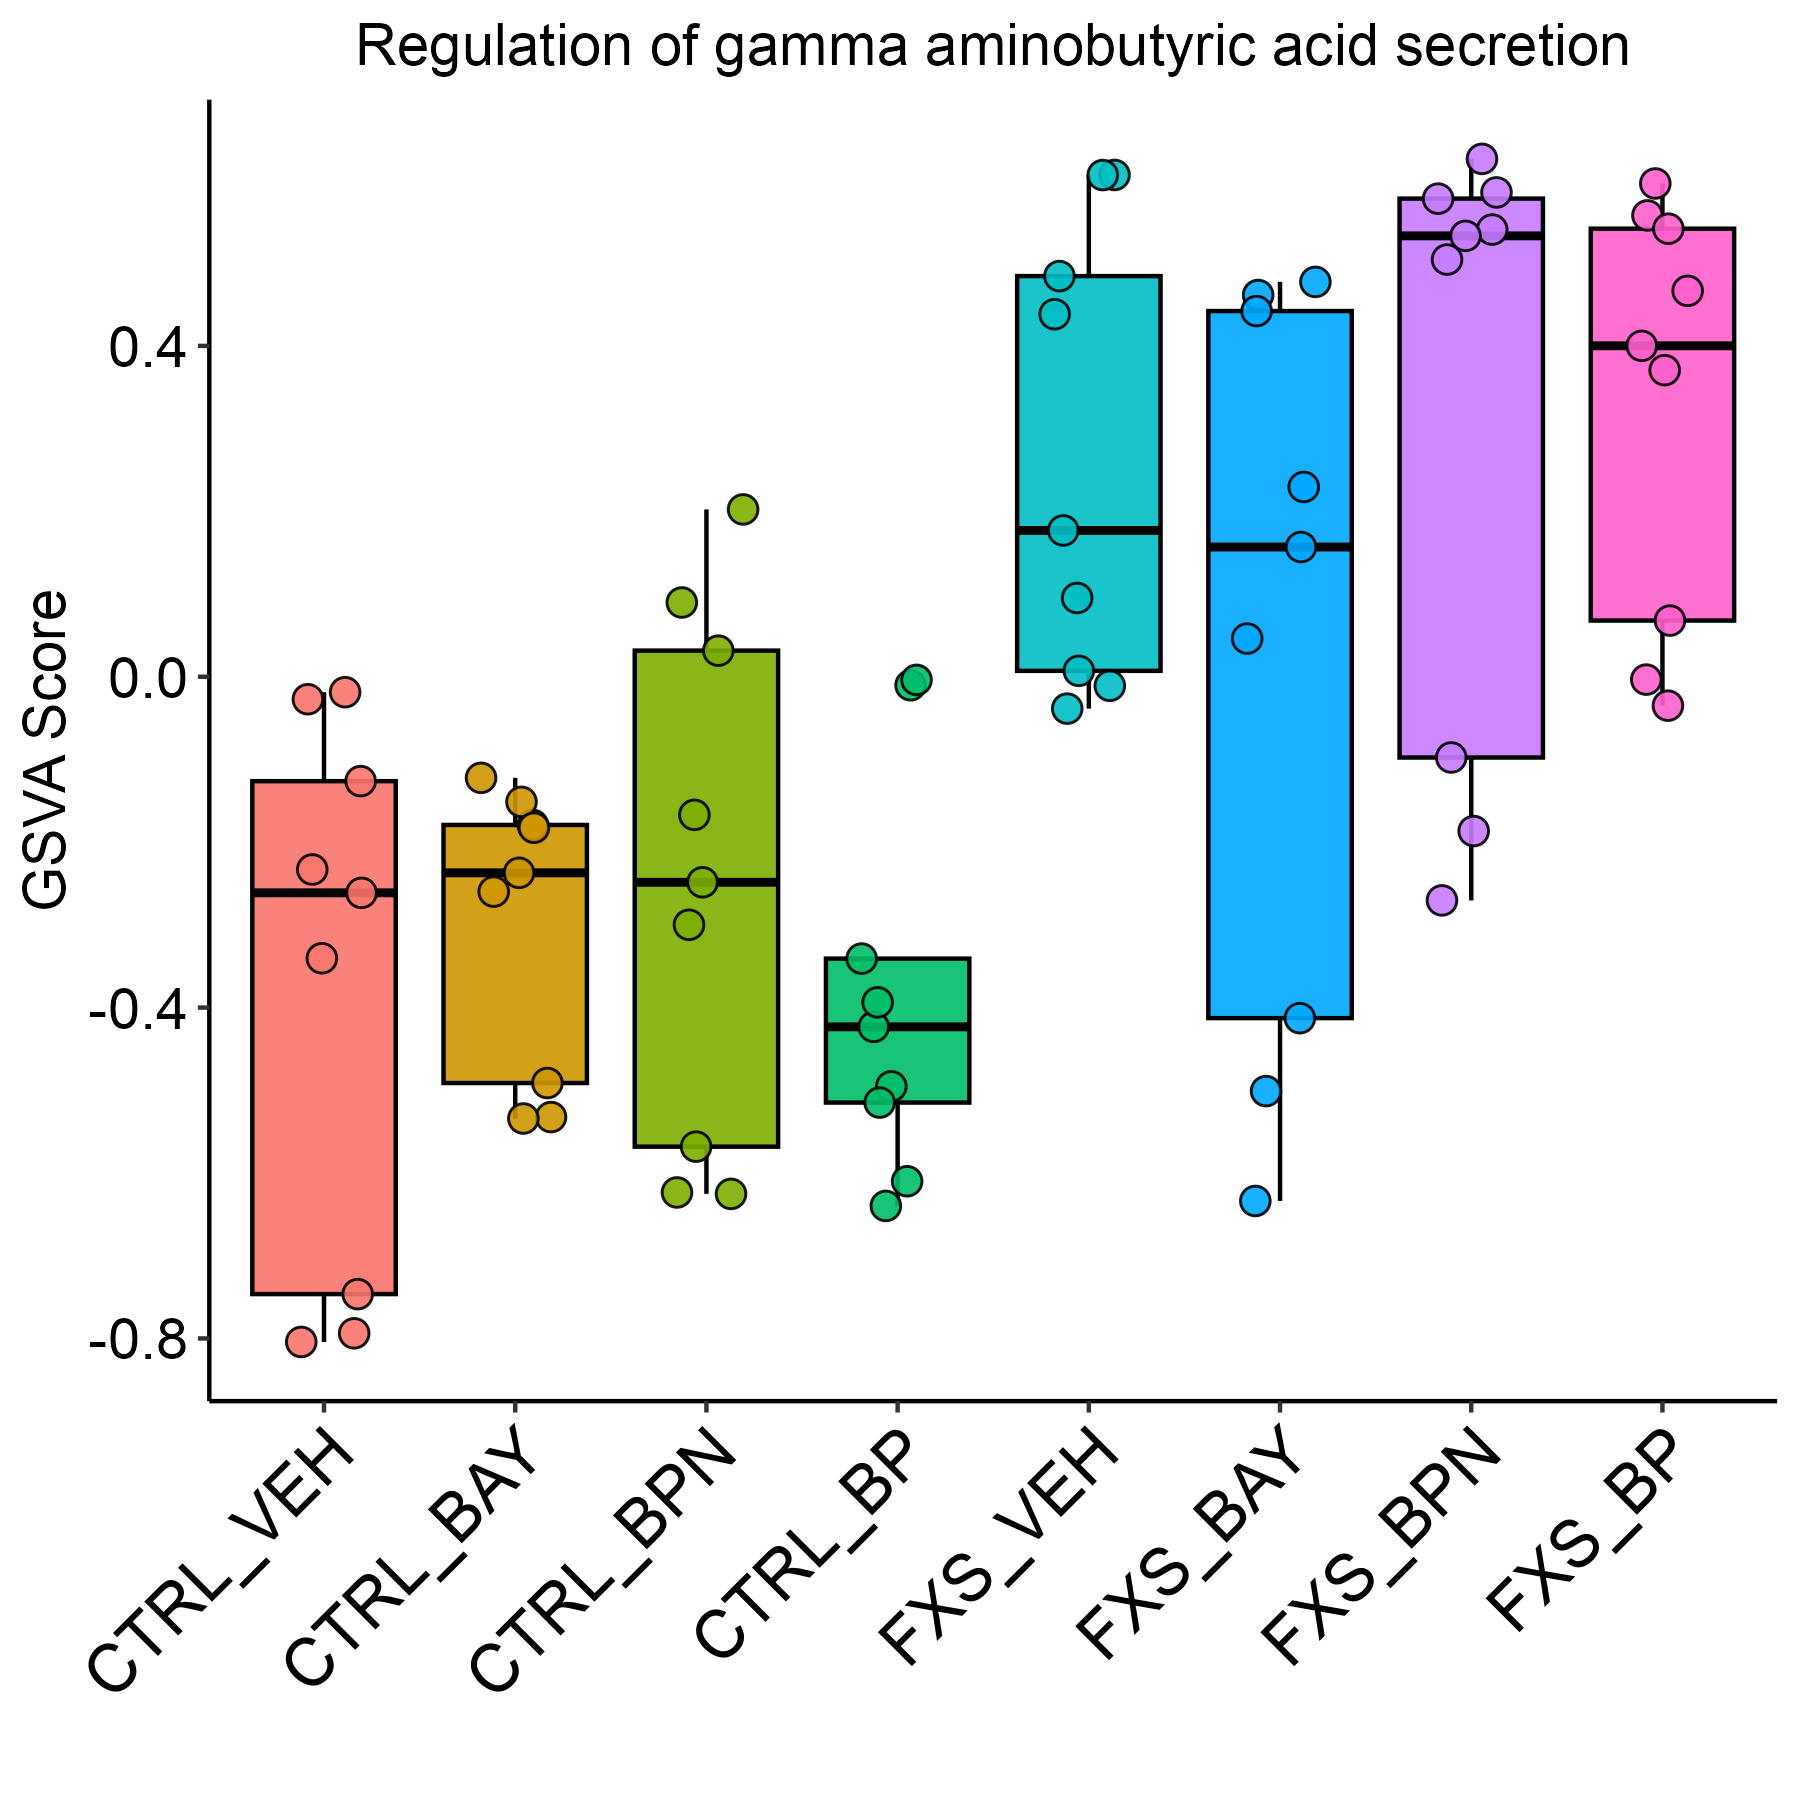 Regulation of gamma aminobutyric acid secretion
GSVA Score
0.4
0.0
-0.4
-0.8
CTRL_VEH
CTRL_BAY
CTRL_BPN
CTRL_BP
FXS_VEH
FXS_BAY
FXS_BPN
FXS_BP